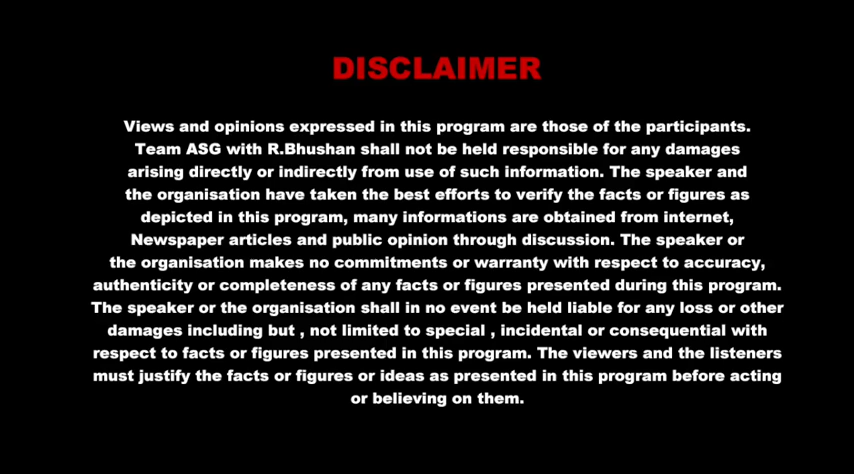 DISCLAIMER
Views and opinions expressed in this program are those of the participants.
Team ASG with R.Bhushan shall not be held responsible for any damages
arising directly or indirectly from use of such information. The speaker and
the organisation have taken the best efforts to verify the facts or figures as
depicted in this program, many informations are obtained from internet,
Newspaper articles and public opinion through discussion. The speaker or
the organisation makes no commitments or warranty with respect to accuracy,
authenticity or completeness of any facts or figures presented during this program.
The speaker or the organisation shall in no event be held liable for any loss or other
damages including but , not limited to special , incidental or consequential with
respect to facts or figures presented in this program. The viewers and the listeners
must justify the facts or figures or ideas as presented in this program before acting
or believing on them.